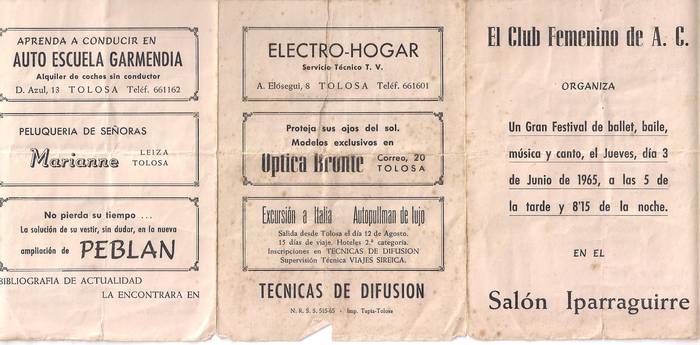 APRENDA A CONDUCIR EN
AUTO ESCUELA GARMENDIA
Alquiler de coches sin conductor
D. Azul, 13 TOLOSA Teléf. 661162
PELUQUERIA DE SEÑORAS
Marianne LEIZA
TOLOSA
No pierda su tiempo ...
La solución de su vestir, sin dudar, en la nueva
ampliación de PEBLAN
BIBLIOGRAFIA DE ACTUALIDAD
LA ENCONTRARA EN
ELECTRO-HOGAR
Servicio Técnico T. V.
A. Elósegui, 8 TOLOSA Teléf. 661601
Proteja sus ojos del sol.
Modelos exclusivos en
Optica Bronte Correo, 20
TOLOSA
Excursión a Italia Autopullman de lujo
Salida desde Tolosa el día 12 de Agosto.
15 días de viaje. Hoteles 2.ª categoría.
Inscripciones en TECNICAS DE DIFUSION
Supervisión Técnica VIAJES SIREICA.
TECNICAS DE DIFUSION
N. R. S. S. 515-65 - Imp. Tapia-Tolosa
El Club Femenino de A. C.
ORGANIZA
Un Gran Festival de ballet, baile,
música y canto, el Jueves, día 3
de Junio de 1965, a las 5 de
la tarde y 8'15 de la noche.
EN EL
Salón Iparraguirre